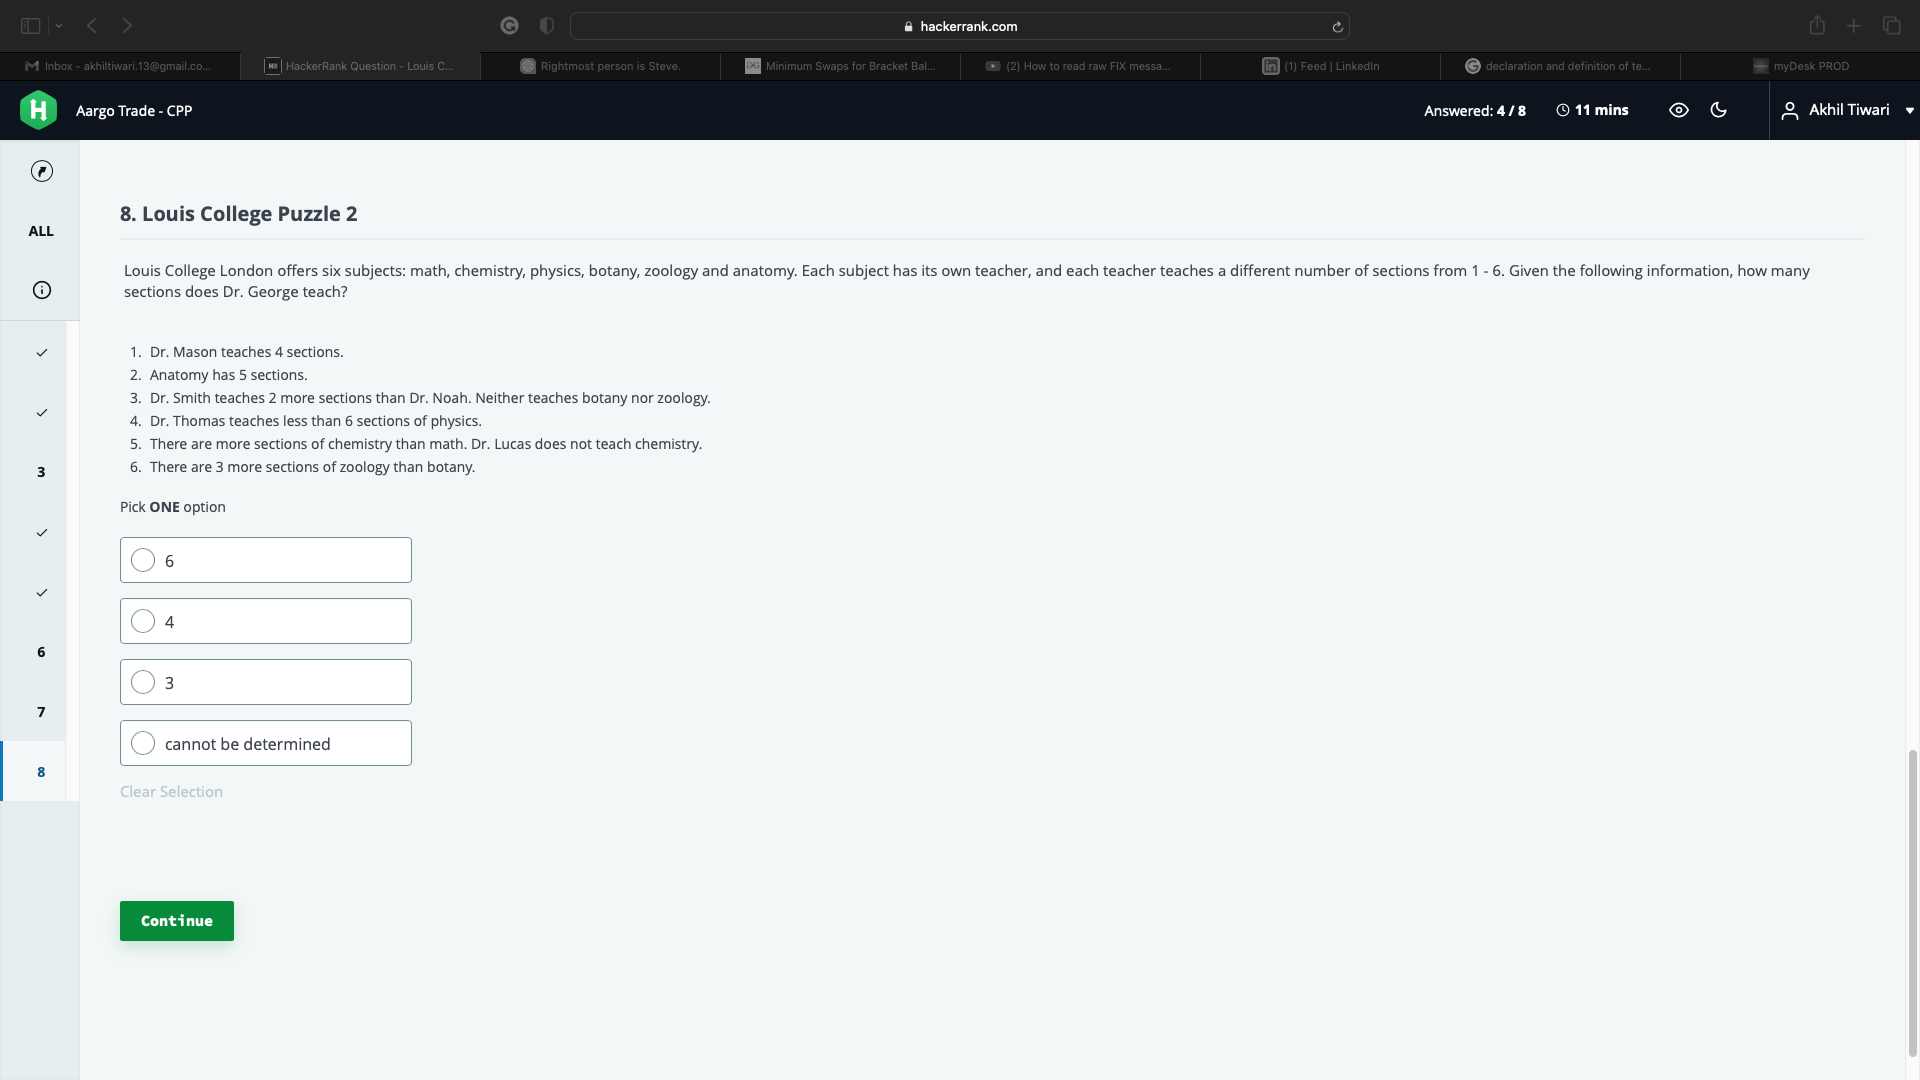 hackerrank.com
Inbox - akhiltiwari.13@gmail.co...
HackerRank Question - Louis C...
Rightmost person is Steve.
Minimum Swaps for Bracket Bal...
(2) How to read raw FIX messa...
(1) Feed | LinkedIn
declaration and definition of te...
myDesk PROD
Aargo Trade - CPP
Answered: 4 / 8
11 mins
Akhil Tiwari
ALL
3
6
7
8
8. Louis College Puzzle 2
Louis College London offers six subjects: math, chemistry, physics, botany, zoology and anatomy. Each subject has its own teacher, and each teacher teaches a different number of sections from 1 - 6. Given the following information, how many
sections does Dr. George teach?
1. Dr. Mason teaches 4 sections.
2. Anatomy has 5 sections.
3. Dr. Smith teaches 2 more sections than Dr. Noah. Neither teaches botany nor zoology.
4. Dr. Thomas teaches less than 6 sections of physics.
5. There are more sections of chemistry than math. Dr. Lucas does not teach chemistry.
6. There are 3 more sections of zoology than botany.
Pick ONE option
6
4
3
cannot be determined
Clear Selection
Continue